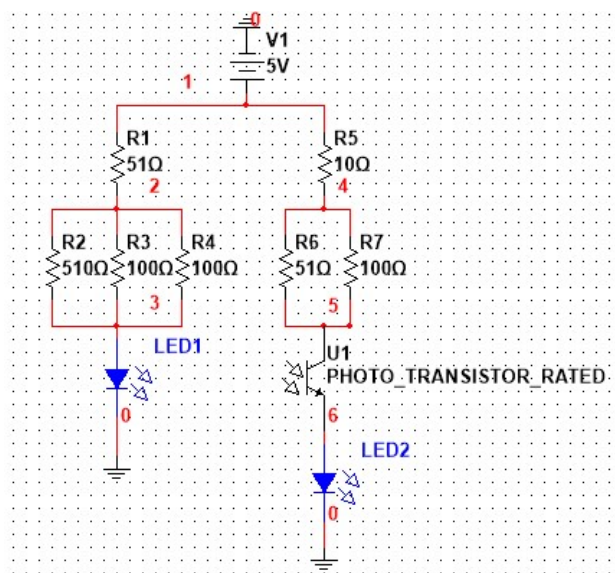 0
V1
5V
1
R1
51Ω
2
R5
10Ω
4
R2
510Ω
R3
100Ω
R4
100Ω
R6
51Ω
R7
100Ω
3
5
LED1
U1
PHOTO_TRANSISTOR_RATED
0
6
LED2
0